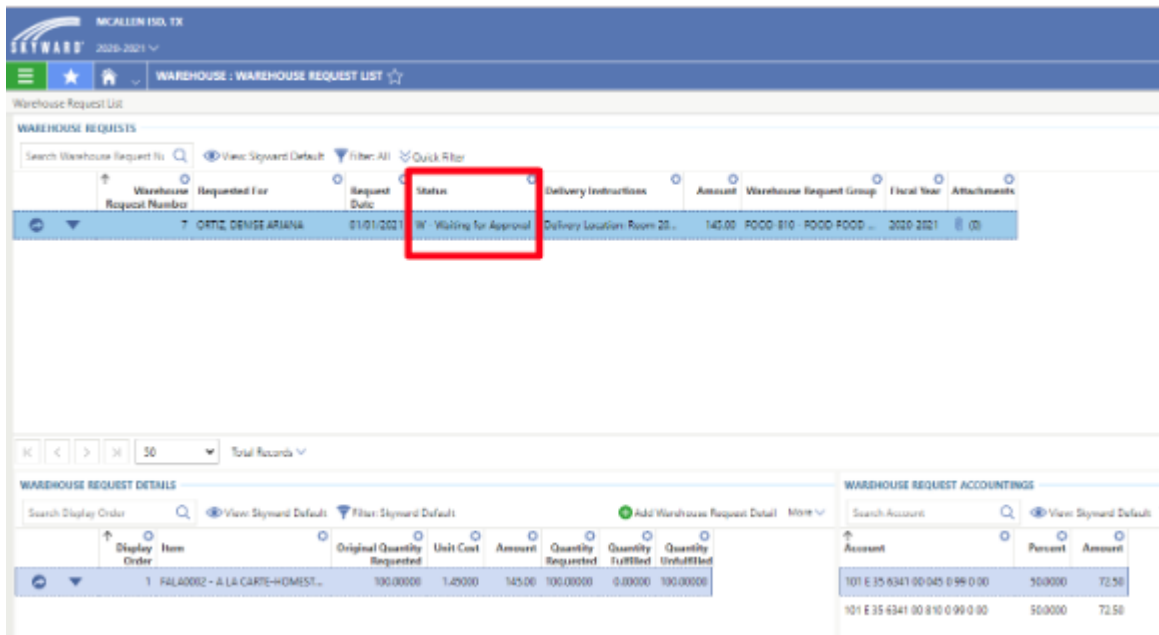 MCALLEN ISD, TX
SKYWARD
2020-2021
WAREHOUSE : WAREHOUSE REQUEST LIST
Warehouse Request List
WAREHOUSE REQUESTS
Search Warehouse Request Nu View: Skyward Default Filter: All Quick Filter
Warehouse Request Number Requested For Request Date Status Delivery Instructions Amount Warehouse Request Group Fiscal Year Attachments
7 ORTIZ, DENISE ARIANA 01/01/2021 W - Waiting for Approval Delivery Location: Room 20... 145.00 FOOD-810 - FOOD-FOOD ... 2020-2021 (0)
50 Total Records
WAREHOUSE REQUEST DETAILS
Search Display Order View: Skyward Default Filter: Skyward Default Add Warehouse Request Detail More
Display Order Item Original Quantity Requested Unit Cost Amount Quantity Requested Quantity Fulfilled Quantity Unfulfilled
1 FALA0002 - A LA CARTE-HOMEST... 100.00000 1.45000 145.00 100.00000 0.00000 100.00000
WAREHOUSE REQUEST ACCOUNTINGS
Search Account View: Skyward Default
Account Percent Amount
101 E 35 6341 00 045 0 99 0 00 50.0000 72.50
101 E 35 6341 00 810 0 99 0 00 50.0000 72.50